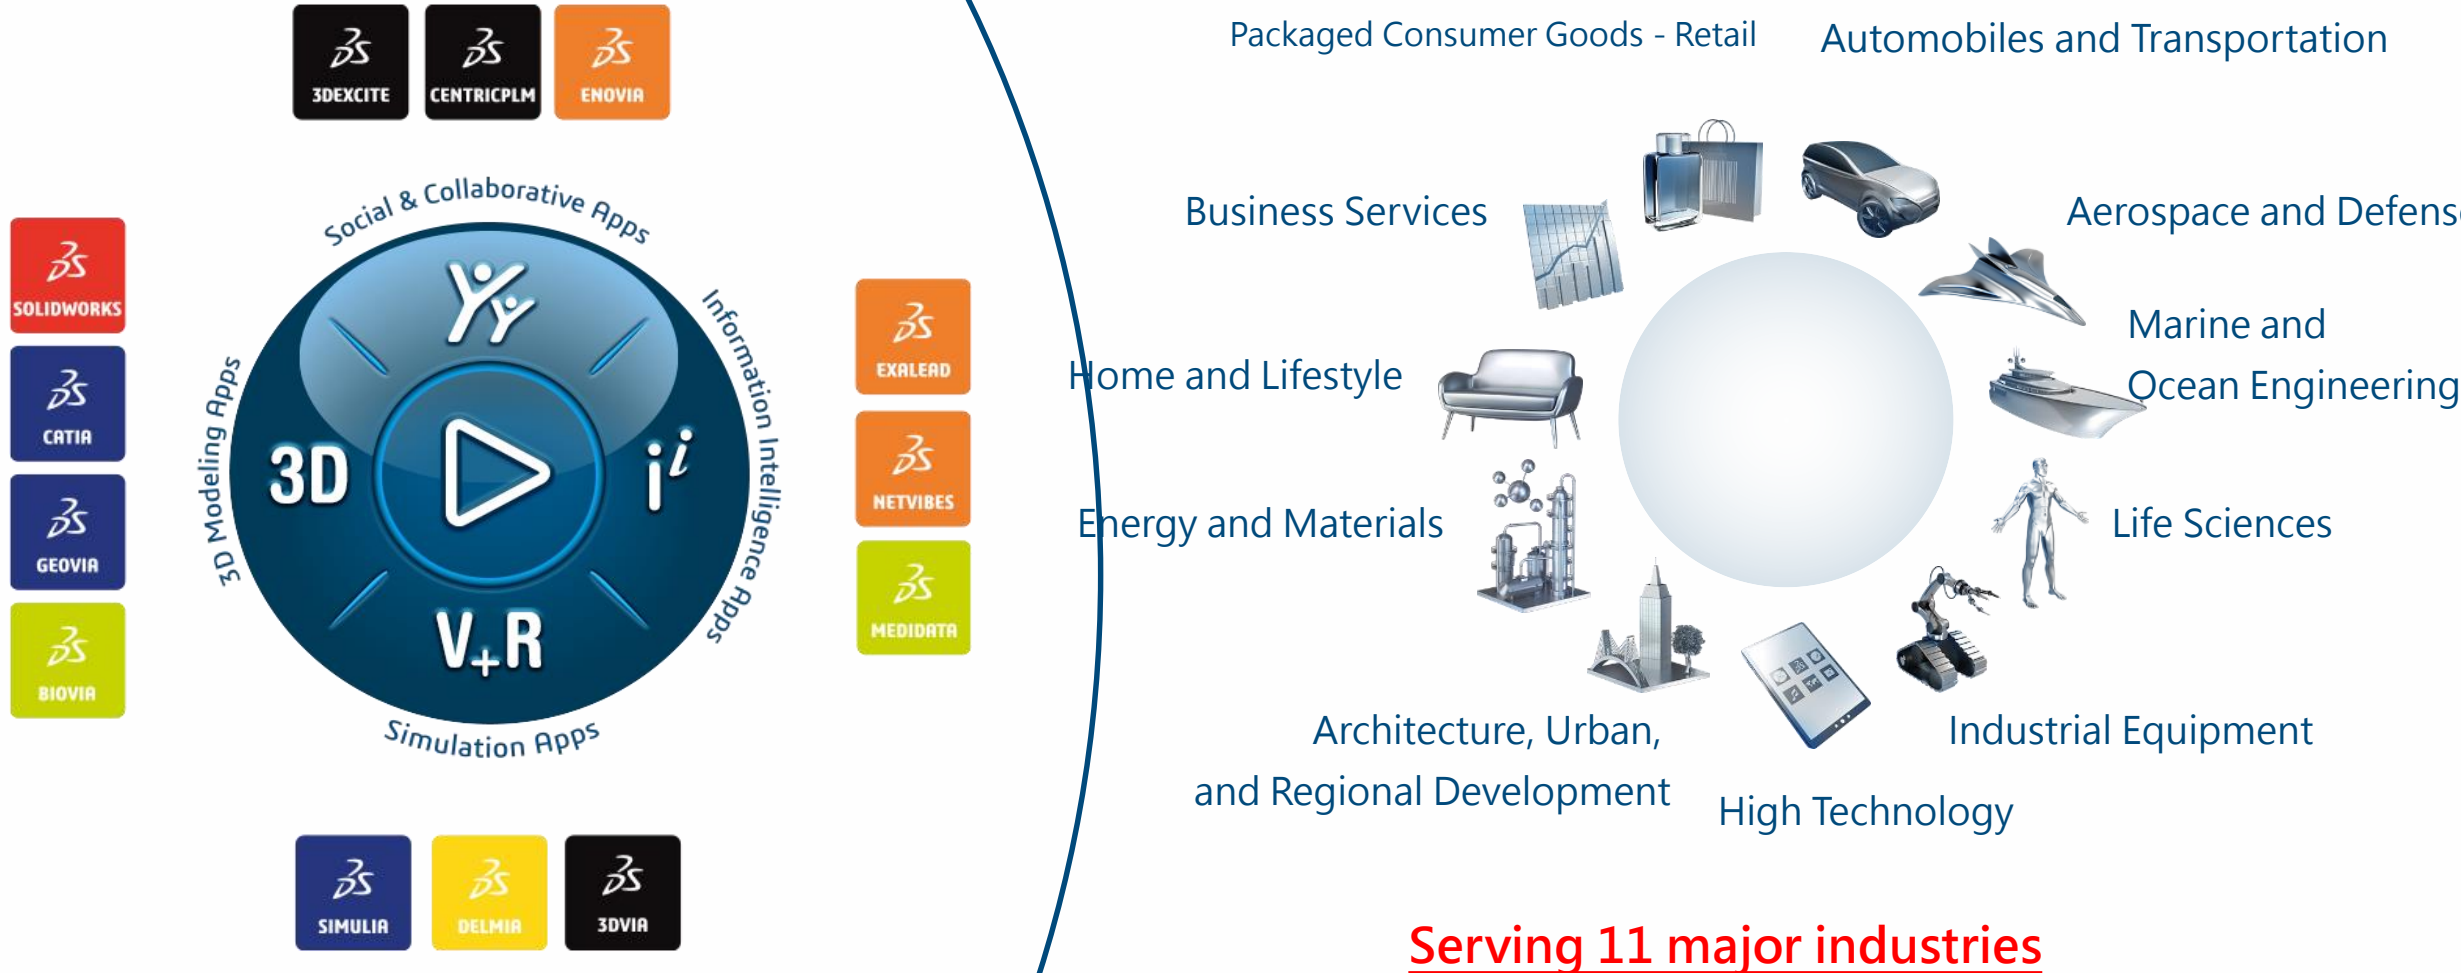 3DEXCITE
CENTRICPLM
ENOVIA
SOLIDWORKS
CATIA
GEOVIA
BIOVIA
Social & Collaborative Apps
3D Modeling Apps
Information Intelligence Apps
Simulation Apps
3D
i i
V+R
EXALEAD
NETVIBES
MEDIDATA
SIMULIA
DELMIA
3DVIA
Packaged Consumer Goods - Retail
Automobiles and Transportation
Business Services
Aerospace and Defens
Marine and
Ocean Engineering
Home and Lifestyle
Energy and Materials
Life Sciences
Architecture, Urban,
and Regional Development
Industrial Equipment
High Technology
Serving 11 major industries